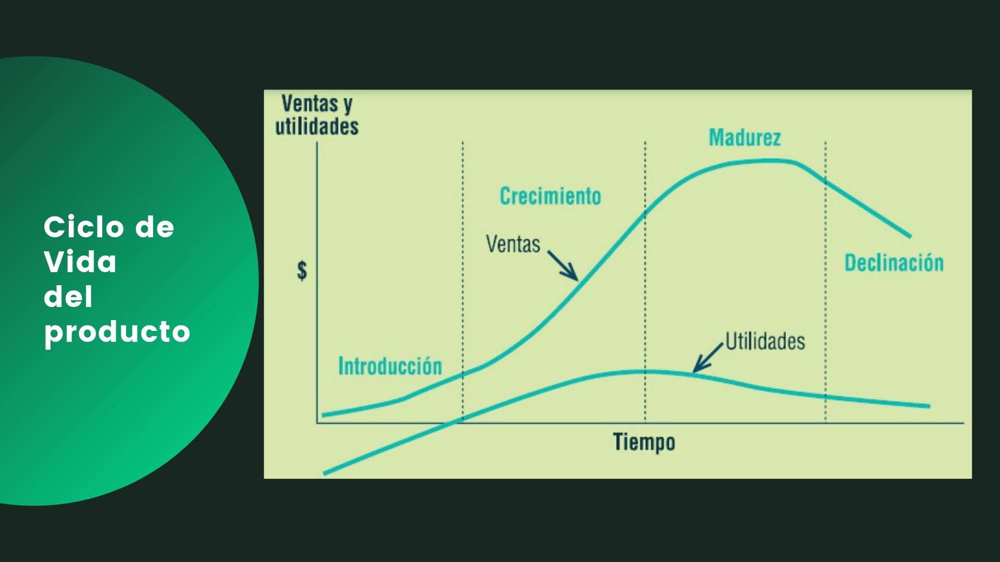 Ciclo de
Vida
del
producto
Ventas y
utilidades
Madurez
Crecimiento
Ventas
$
Declinación
Utilidades
Introducción
Tiempo